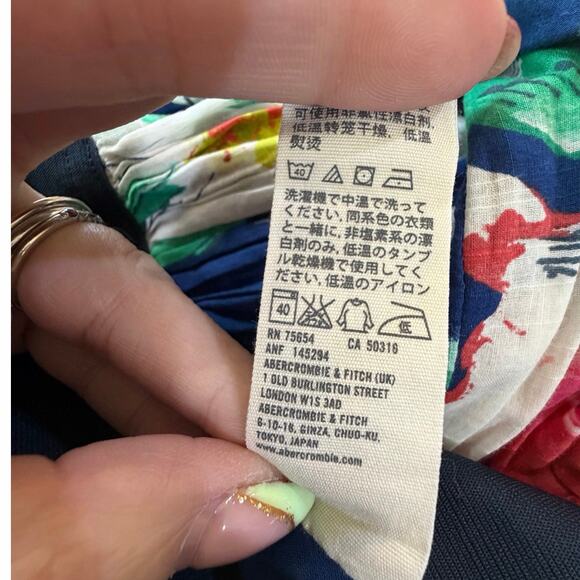 可使用非氯性漂白剂,
低温转笼干燥, 低温
熨烫
40
洗濯機で中温で洗って
ください. 同系色の衣類
と一緒に. 非塩素系の漂
白剤のみ. 低温のタンブ
ル乾燥機で使用してく
ださい. 低温のアイロン
40 低
RN 75654 CA 50316
ANF 145294
ABERCROMBIE & FITCH (UK)
1 OLD BURLINGTON STREET
LONDON W1S 3AD
ABERCROMBIE & FITCH
6-10-16, GINZA, CHUO-KU,
TOKYO, JAPAN
www.abercrombie.com